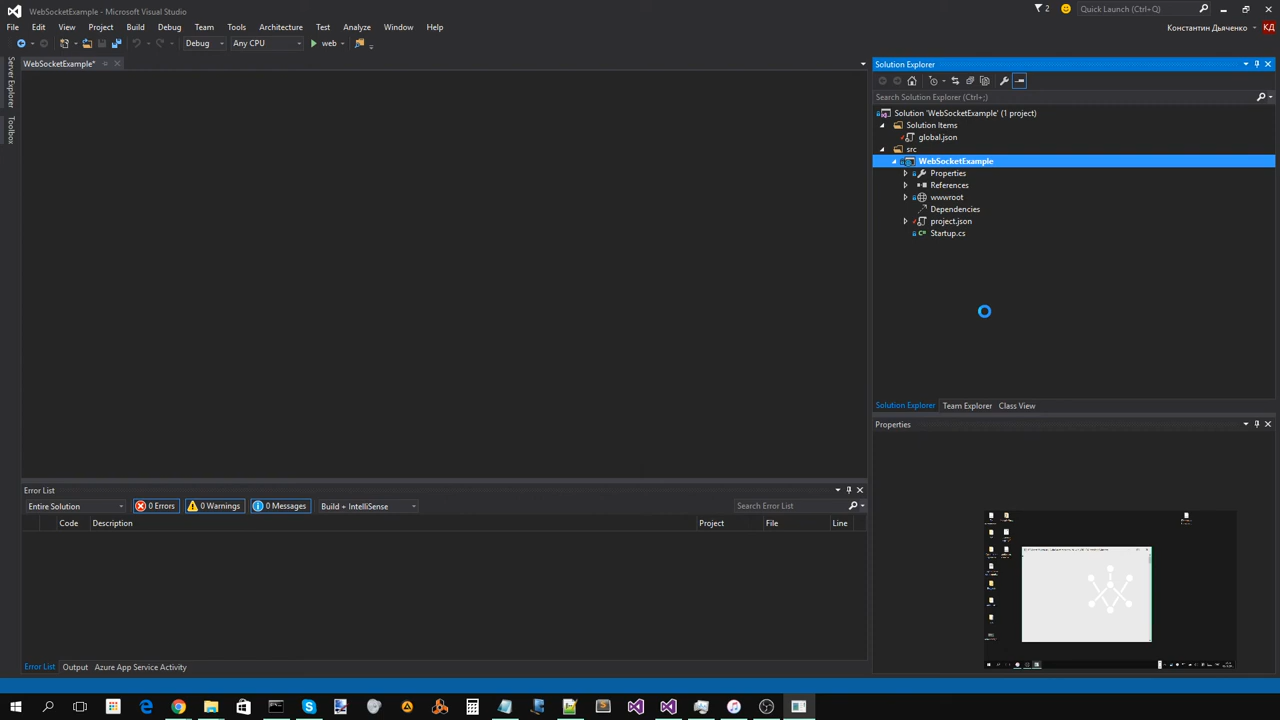 WebSocketExample - Microsoft Visual Studio
2
Quick Launch (Ctrl+Q)
File Edit View Project Build Debug Team Tools Architecture Test Analyze Window Help
Константин Дьяченко КД
Debug Any CPU web
WebSocketExample*
Server Explorer
Toolbox
Solution Explorer
Search Solution Explorer (Ctrl+;)
Solution 'WebSocketExample' (1 project)
Solution Items
global.json
src
WebSocketExample
Properties
References
wwwroot
Dependencies
project.json
Startup.cs
Solution Explorer Team Explorer Class View
Properties
Error List
Entire Solution 0 Errors 0 Warnings 0 Messages Build + IntelliSense Search Error List
Code Description Project File Line
Error List Output Azure App Service Activity